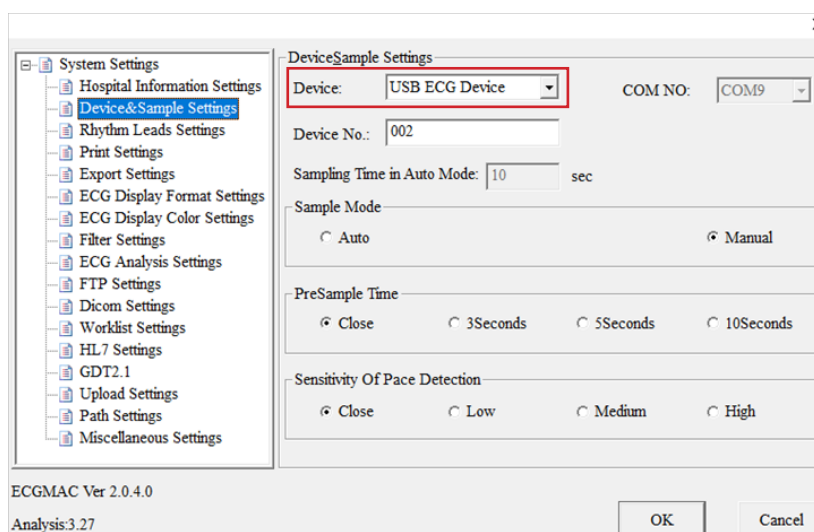 System Settings
Hospital Information Settings
Device&Sample Settings
Rhythm Leads Settings
Print Settings
Export Settings
ECG Display Format Settings
ECG Display Color Settings
Filter Settings
ECG Analysis Settings
FTP Settings
Dicom Settings
Worklist Settings
HL7 Settings
GDT2.1
Upload Settings
Path Settings
Miscellaneous Settings
DeviceSample Settings
Device: USB ECG Device COM NO: COM9
Device No.: 002
Sampling Time in Auto Mode: 10 sec
Sample Mode
Auto Manual
PreSample Time
Close 3Seconds 5Seconds 10Seconds
Sensitivity Of Pace Detection
Close Low Medium High
ECGMAC Ver 2.0.4.0
Analysis:3.27
OK Cancel